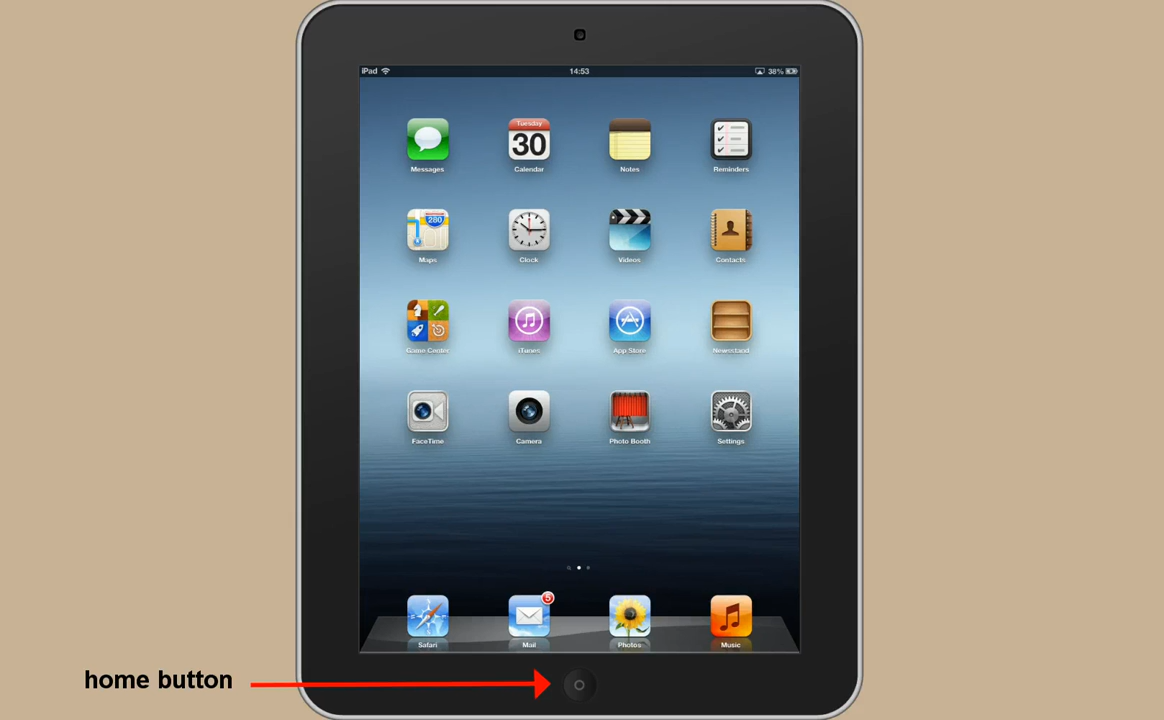 iPad 14:53 38%
Tuesday
30
Messages Calendar Notes Reminders
280
Maps Clock Videos Contacts
Game Center iTunes App Store Newsstand
FaceTime Camera Photo Booth Settings
5
Safari Mail Photos Music
home button